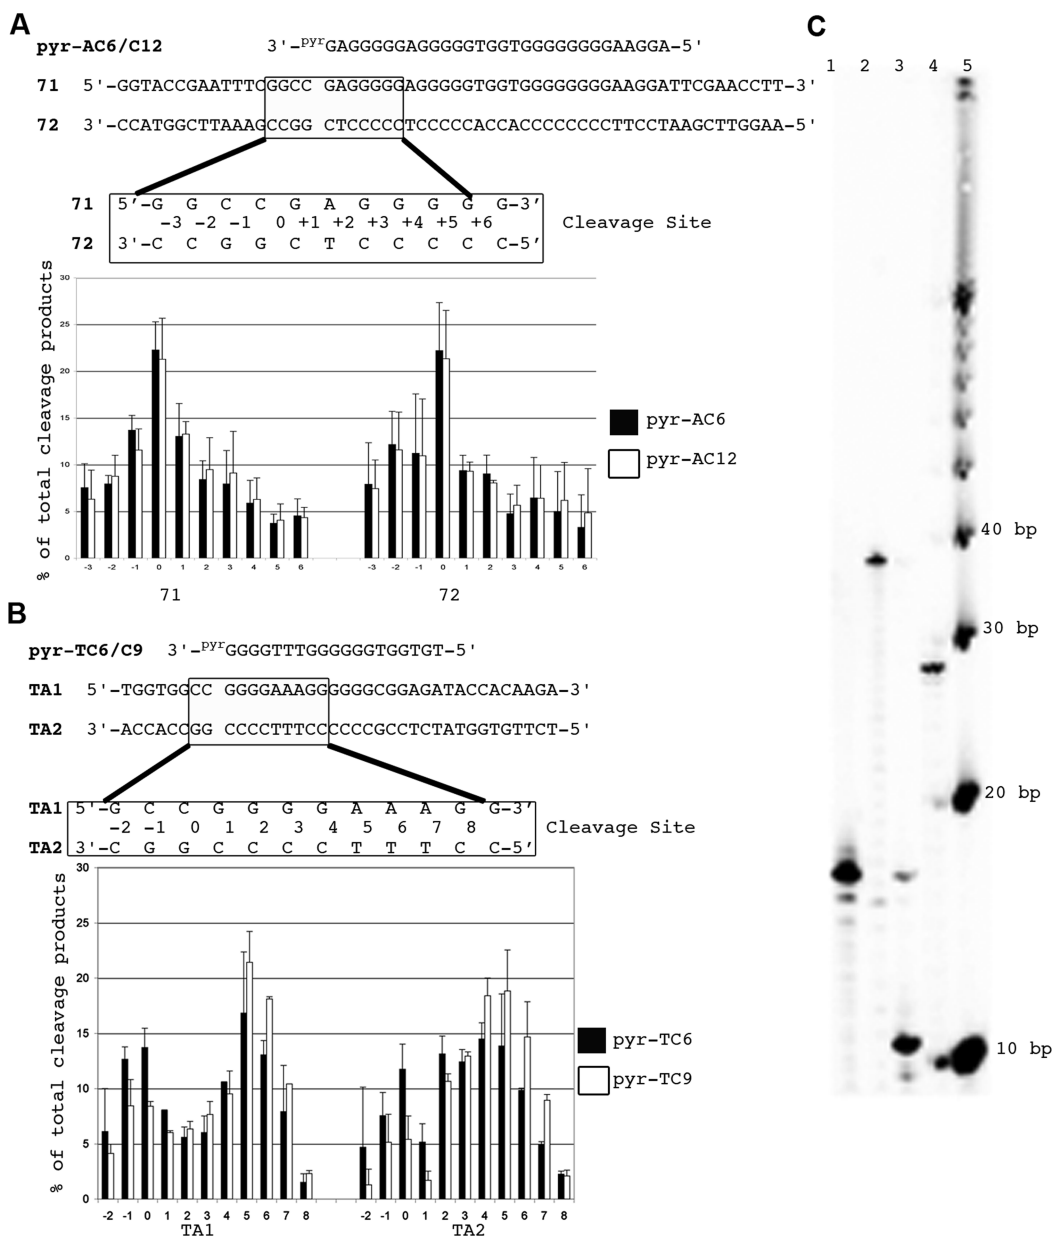 A
pyr-AC6/C12 3'-pyrGAGGGGGAGGGGGTGGTGGGGGGGGAAGGA-5'
71 5'-GGTACCGAATTTCGGCC GAGGGGGAGGGGGTGGTGGGGGGGGAAGGATTCGAACCTT-3'
72 3'-CCATGGCTTAAAGCCGG CTCCCCCTCCCCCACCACCCCCCCCTTCCTAAGCTTGGAA-5'
71 5'-G G C C G A G G G G G-3'
-3 -2 -1 0 +1 +2 +3 +4 +5 +6 Cleavage Site
72 3'-C C G G C T C C C C C-5'
% of total cleavage products
30
25
20
15
10
5
0
-3 -2 -1 0 1 2 3 4 5 6 -3 -2 -1 0 1 2 3 4 5 6
71 72
pyr-AC6
pyr-AC12
B
pyr-TC6/C9 3'-pyrGGGGTTTGGGGGGTGGTGT-5'
TA1 5'-TGGTGGCC GGGGAAAGGGGGGCGGAGATACCACAAGA-3'
TA2 3'-ACCACCGG CCCCTTTCCCCCCGCCTCTATGGTGTTCT-5'
TA1 5'-G C C G G G G A A A G G-3'
-2 -1 0 1 2 3 4 5 6 7 8 Cleavage Site
TA2 3'-C G G C C C C T T T C C-5'
% of total cleavage products
30
25
20
15
10
5
0
-2 -1 0 1 2 3 4 5 6 7 8 -2 -1 0 1 2 3 4 5 6 7 8
TA1 TA2
pyr-TC6
pyr-TC9
C
1 2 3 4 5
40 bp
30 bp
20 bp
10 bp